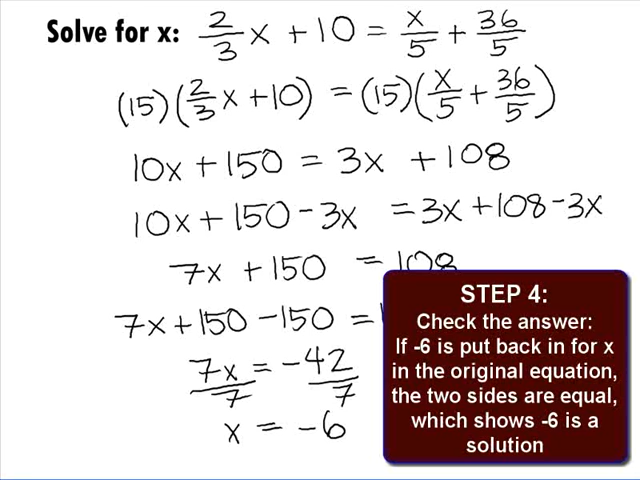 Solve for x: 2/3 x + 10 = x/5 + 36/5
(15)(2/3 x + 10) = (15)(x/5 + 36/5)
10x + 150 = 3x + 108
10x + 150 - 3x = 3x + 108 - 3x
7x + 150 = 108
7x + 150 - 150 =
7x/7 = -42/7
x = -6
STEP 4:
Check the answer:
If -6 is put back in for x
in the original equation,
the two sides are equal,
which shows -6 is a
solution